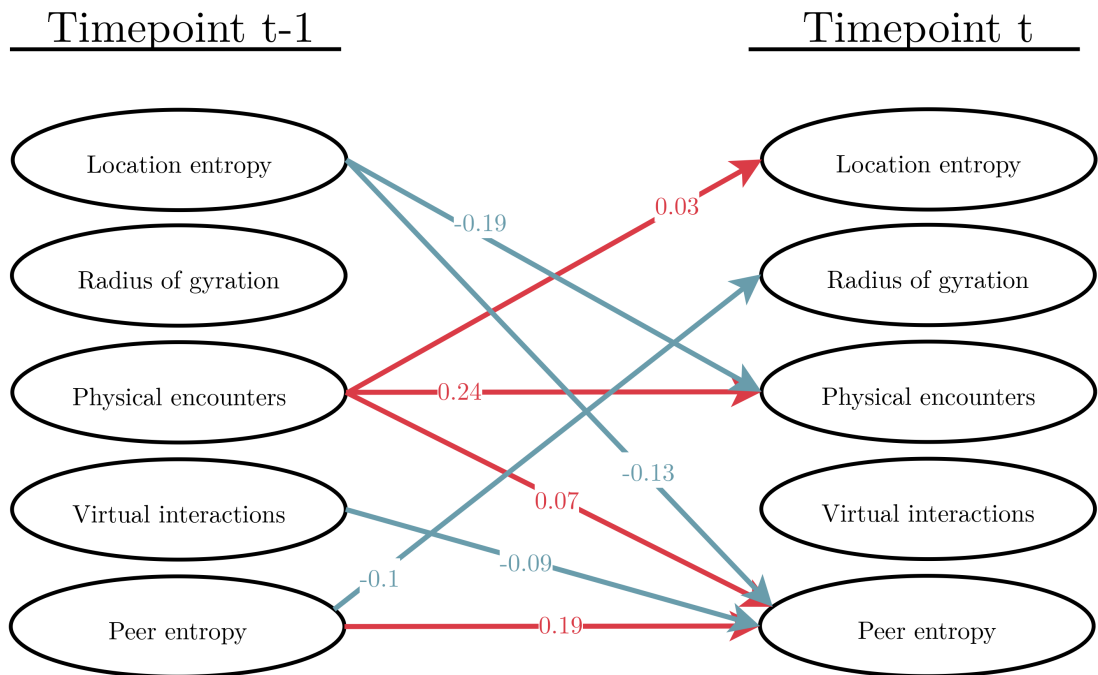 Timepoint t-1
Timepoint t
Location entropy
Location entropy
0.03
-0.19
Radius of gyration
Radius of gyration
Physical encounters
0.24
Physical encounters
-0.13
0.07
Virtual interactions
Virtual interactions
-0.09
-0.1
Peer entropy
0.19
Peer entropy